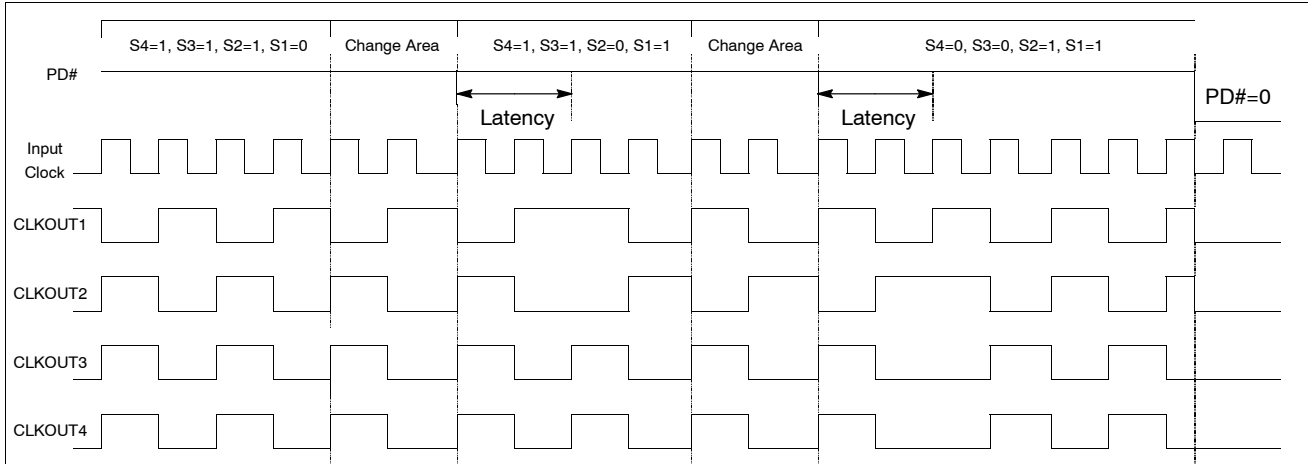 S4=1, S3=1, S2=1, S1=0
Change Area
S4=1, S3=1, S2=0, S1=1
Change Area
S4=0, S3=0, S2=1, S1=1
PD#
Latency
Latency
PD#=0
Input
Clock
CLKOUT1
CLKOUT2
CLKOUT3
CLKOUT4